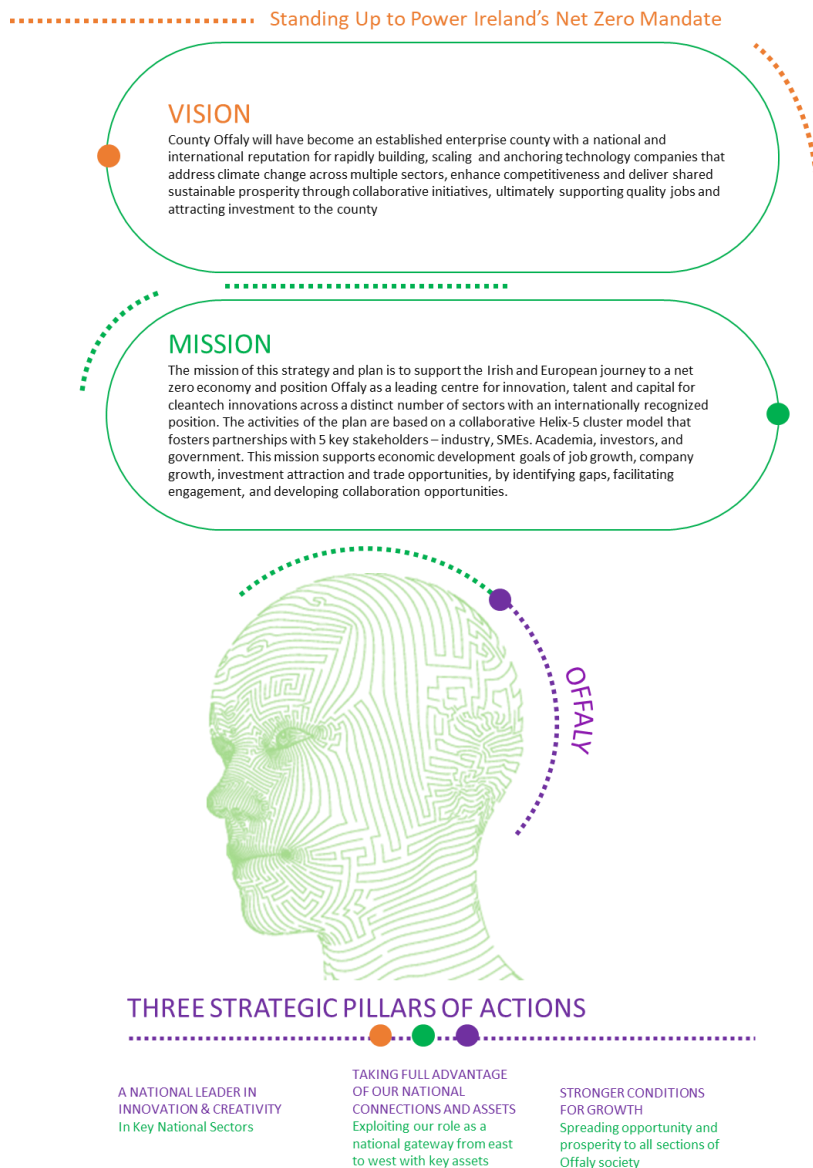 Standing Up to Power Ireland’s Net Zero Mandate
VISION
County Offaly will have become an established enterprise county with a national and
international reputation for rapidly building, scaling and anchoring technology companies that
address climate change across multiple sectors, enhance competitiveness and deliver shared
sustainable prosperity through collaborative initiatives, ultimately supporting quality jobs and
attracting investment to the county
MISSION
The mission of this strategy and plan is to support the Irish and European journey to a net
zero economy and position Offaly as a leading centre for innovation, talent and capital for
cleantech innovations across a distinct number of sectors with an internationally recognized
position. The activities of the plan are based on a collaborative Helix-5 cluster model that
fosters partnerships with 5 key stakeholders – industry, SMEs. Academia, investors, and
government. This mission supports economic development goals of job growth, company
growth, investment attraction and trade opportunities, by identifying gaps, facilitating
engagement, and developing collaboration opportunities.
OFFALY
THREE STRATEGIC PILLARS OF ACTIONS
A NATIONAL LEADER IN
INNOVATION & CREATIVITY
In Key National Sectors
TAKING FULL ADVANTAGE
OF OUR NATIONAL
CONNECTIONS AND ASSETS
Exploiting our role as a
national gateway from east
to west with key assets
STRONGER CONDITIONS
FOR GROWTH
Spreading opportunity and
prosperity to all sections of
Offaly society